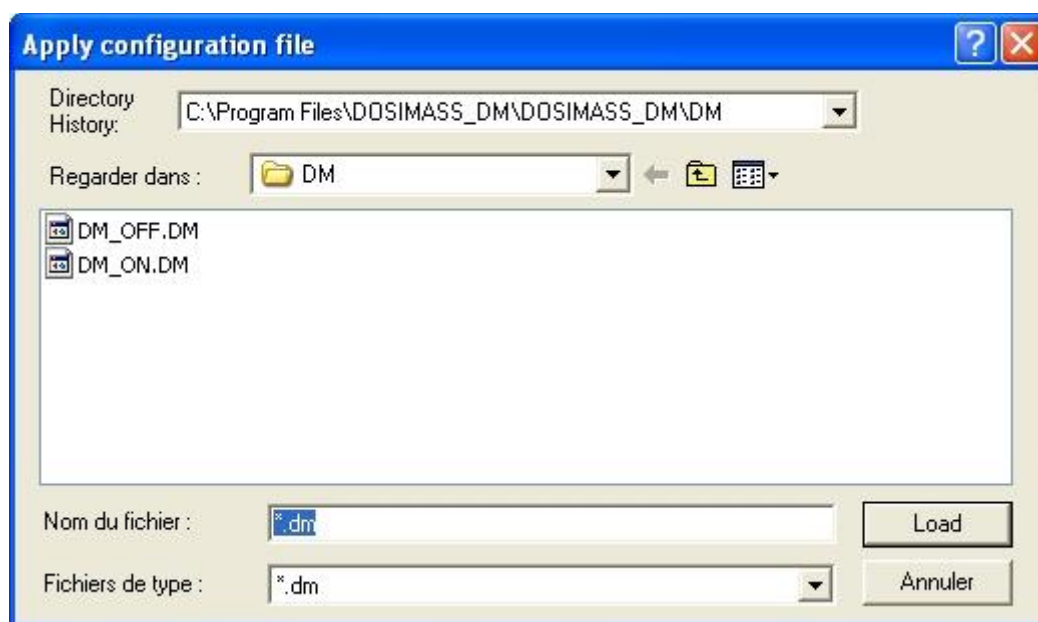 Apply configuration file
Directory
History:
C:\Program Files\DOSIMASS_DM\DOSIMASS_DM\DM
Regarder dans :
DM
DM_OFF.DM
DM_ON.DM
Nom du fichier :
*.dm
Load
Fichiers de type :
*.dm
Annuler